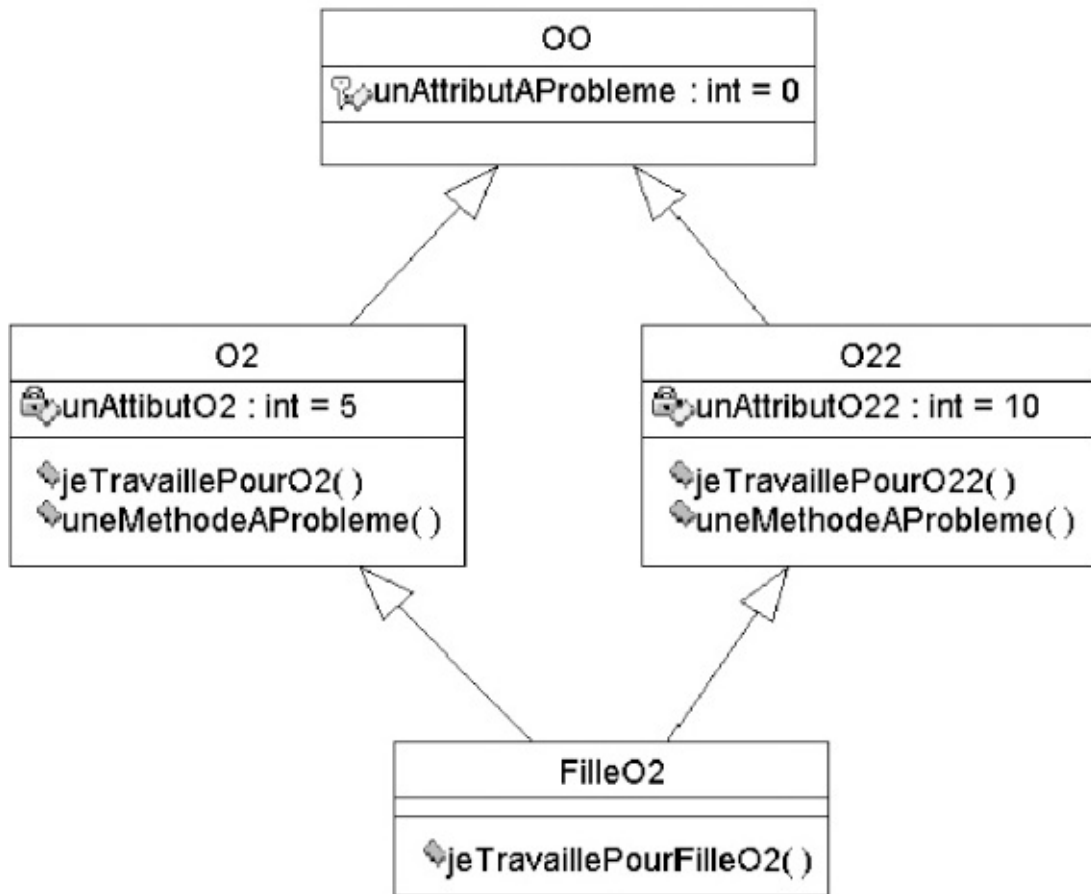 OO
unAttributAProbleme : int = 0
O2
unAttibutO2 : int = 5
jeTravaillePourO2( )
uneMethodeAProbleme( )
O22
unAttributO22 : int = 10
jeTravaillePourO22( )
uneMethodeAProbleme( )
FilleO2
jeTravaillePourFilleO2( )